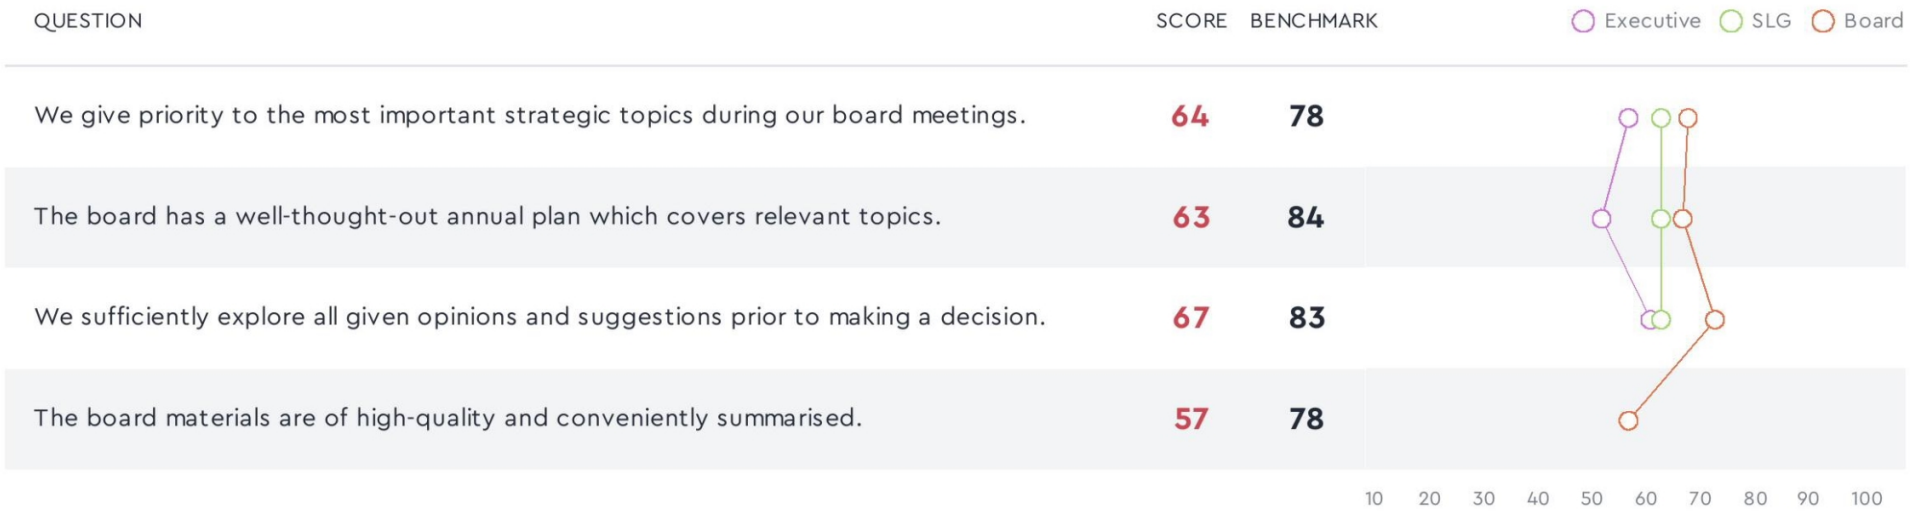 QUESTION SCORE BENCHMARK Executive SLG Board
We give priority to the most important strategic topics during our board meetings. 64 78
The board has a well-thought-out annual plan which covers relevant topics. 63 84
We sufficiently explore all given opinions and suggestions prior to making a decision. 67 83
The board materials are of high-quality and conveniently summarised. 57 78
10 20 30 40 50 60 70 80 90 100